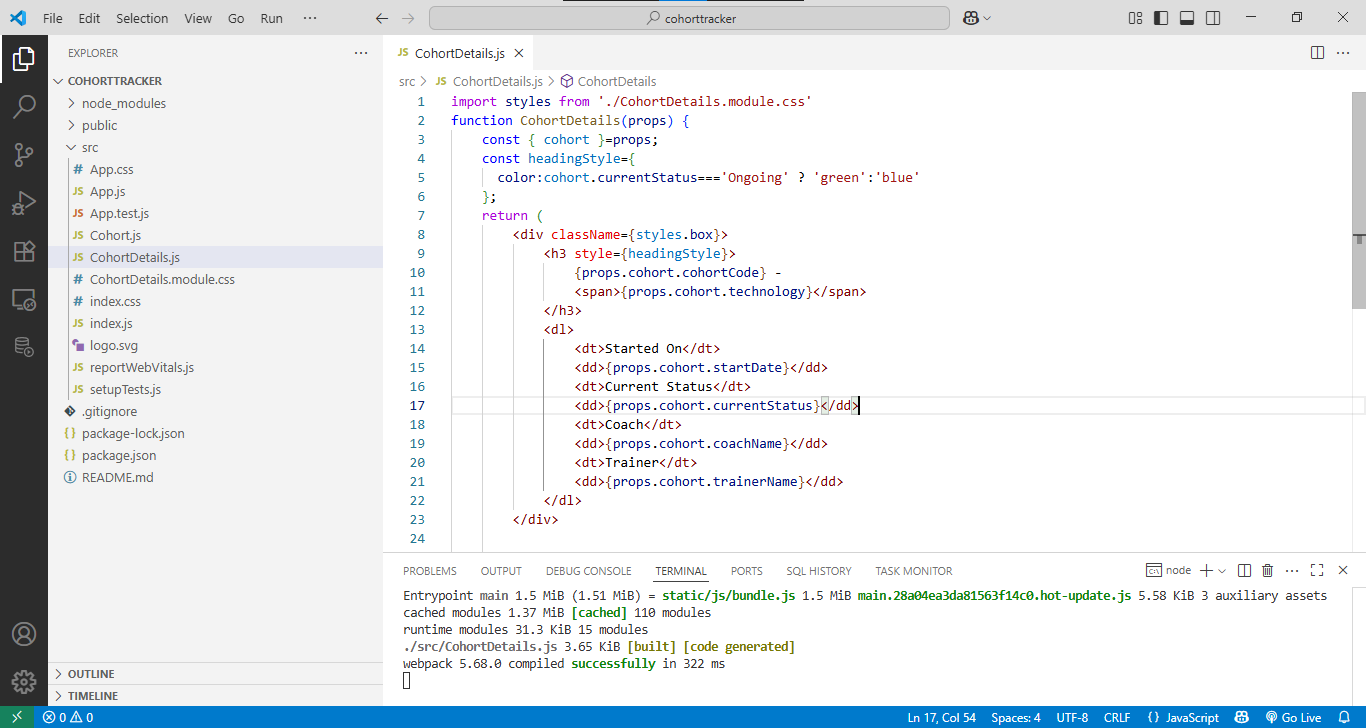 File Edit Selection View Go Run ···
cohorttracker
EXPLORER ···
COHORTTRACKER
node_modules
public
src
# App.css
JS App.js
JS App.test.js
JS Cohort.js
JS CohortDetails.js
# CohortDetails.module.css
# index.css
JS index.js
logo.svg
JS reportWebVitals.js
JS setupTests.js
.gitignore
{} package-lock.json
{} package.json
README.md
OUTLINE
TIMELINE
JS CohortDetails.js
src > JS CohortDetails.js > CohortDetails
1 import styles from './CohortDetails.module.css'
2 function CohortDetails(props) {
3 const { cohort }=props;
4 const headingStyle={
5 color:cohort.currentStatus==='Ongoing' ? 'green':'blue'
6 };
7 return (
8 <div className={styles.box}>
9 <h3 style={headingStyle}>
10 {props.cohort.cohortCode} -
11 <span>{props.cohort.technology}</span>
12 </h3>
13 <dl>
14 <dt>Started On</dt>
15 <dd>{props.cohort.startDate}</dd>
16 <dt>Current Status</dt>
17 <dd>{props.cohort.currentStatus}</dd>
18 <dt>Coach</dt>
19 <dd>{props.cohort.coachName}</dd>
20 <dt>Trainer</dt>
21 <dd>{props.cohort.trainerName}</dd>
22 </dl>
23 </div>
24
PROBLEMS OUTPUT DEBUG CONSOLE TERMINAL PORTS SQL HISTORY TASK MONITOR node
Entrypoint main 1.5 MiB (1.51 MiB) = static/js/bundle.js 1.5 MiB main.28a04ea3da81563f14c0.hot-update.js 5.58 KiB 3 auxiliary assets
cached modules 1.37 MiB [cached] 110 modules
runtime modules 31.3 KiB 15 modules
./src/CohortDetails.js 3.65 KiB [built] [code generated]
webpack 5.68.0 compiled successfully in 322 ms
0 0 Ln 17, Col 54 Spaces: 4 UTF-8 CRLF {} JavaScript Go Live